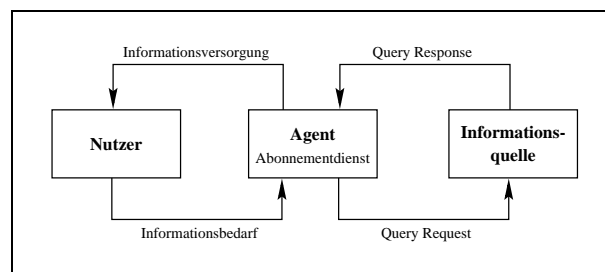 Informationsversorgung
Query Response
Nutzer
Agent
Abonnementdienst
Informations-
quelle
Informationsbedarf
Query Request